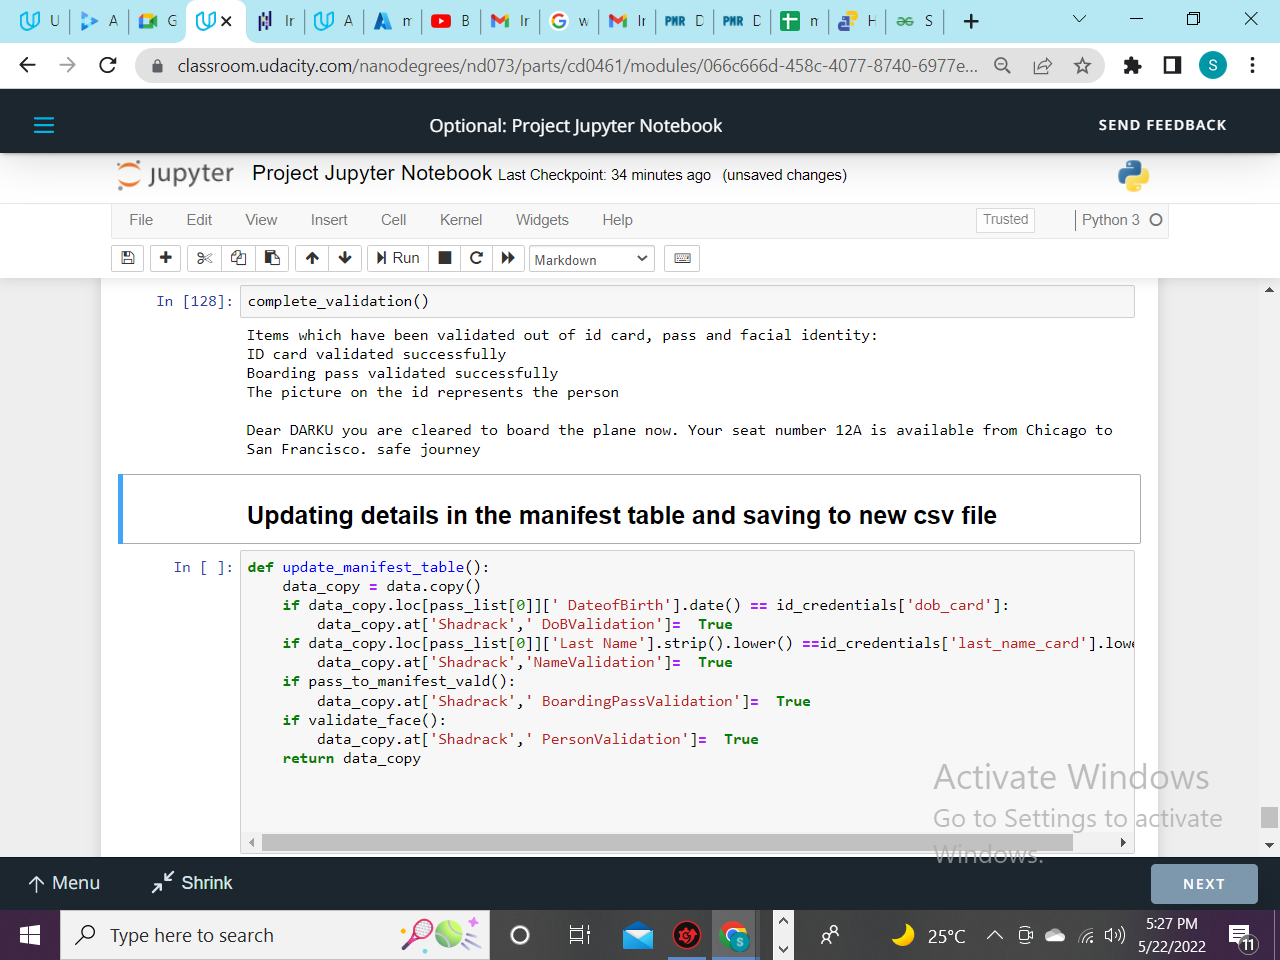 U A G Ir A m B Ir w Ir D D m H S
classroom.udacity.com/nanodegrees/nd073/parts/cd0461/modules/066c666d-458c-4077-8740-6977e...
S
Optional: Project Jupyter Notebook
SEND FEEDBACK
jupyter Project Jupyter Notebook Last Checkpoint: 34 minutes ago (unsaved changes)
File Edit View Insert Cell Kernel Widgets Help Trusted Python 3
Run Markdown
In [128]: complete_validation()
Items which have been validated out of id card, pass and facial identity:
ID card validated successfully
Boarding pass validated successfully
The picture on the id represents the person
Dear DARKU you are cleared to board the plane now. Your seat number 12A is available from Chicago to
San Francisco. safe journey
Updating details in the manifest table and saving to new csv file
In [ ]: def update_manifest_table():
data_copy = data.copy()
if data_copy.loc[pass_list[0]][' DateofBirth'].date() == id_credentials['dob_card']:
data_copy.at['Shadrack',' DoBValidation']= True
if data_copy.loc[pass_list[0]]['Last Name'].strip().lower() ==id_credentials['last_name_card'].lowe
data_copy.at['Shadrack','NameValidation']= True
if pass_to_manifest_vald():
data_copy.at['Shadrack',' BoardingPassValidation']= True
if validate_face():
data_copy.at['Shadrack',' PersonValidation']= True
return data_copy
Activate Windows
Go to Settings to activate
Windows.
Menu Shrink NEXT
Type here to search
25°C
5:27 PM
5/22/2022
11